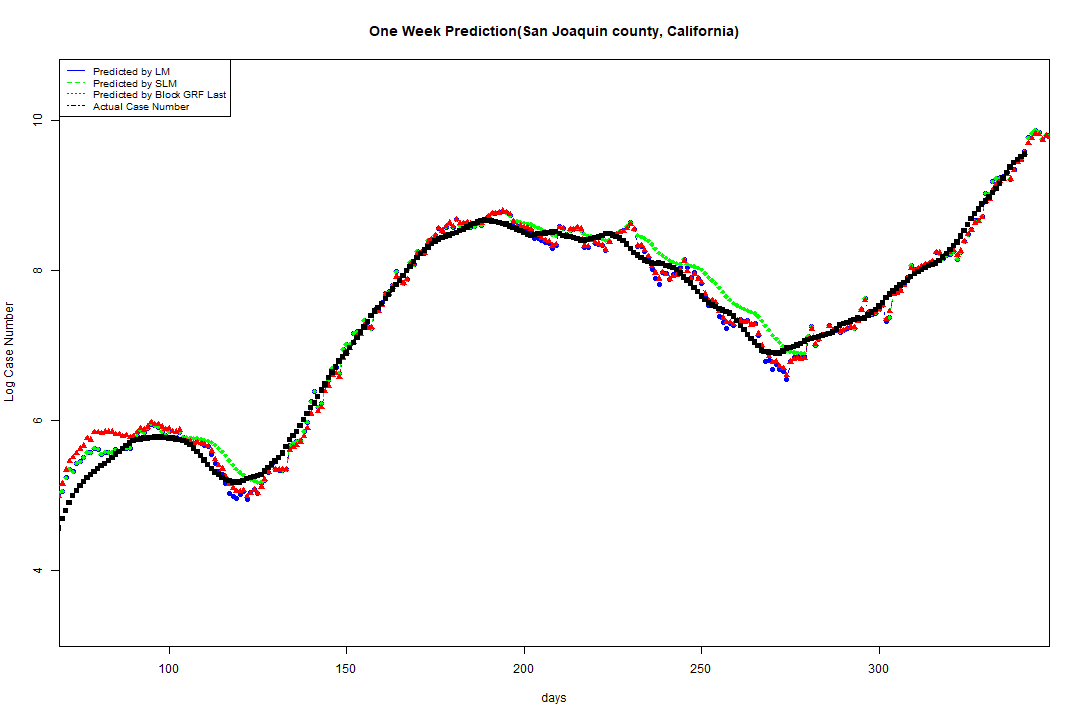 One Week Prediction(San Joaquin county, California)
Predicted by LM
Predicted by SLM
Predicted by Block GRF Last
Actual Case Number
10
8
6
4
Log Case Number
100 150 200 250 300
days